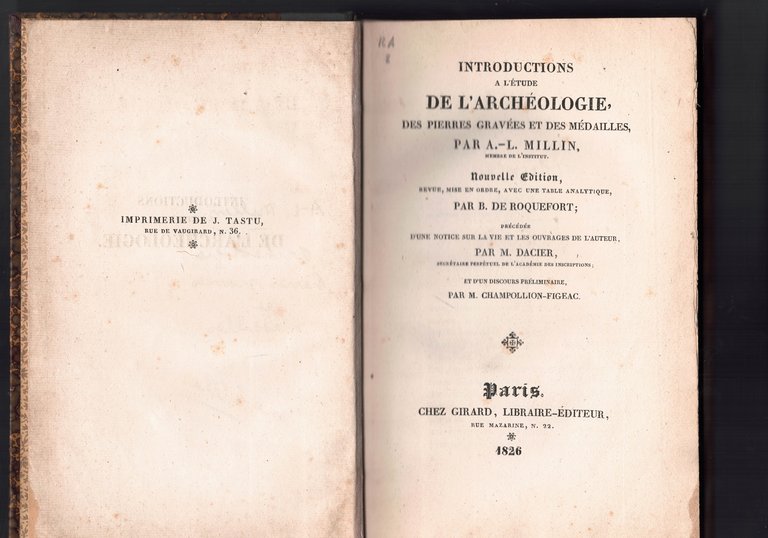 IMPRIMERIE DE J. TASTU,
RUE DE VAUGIRARD, N. 36.
RA
8
INTRODUCTIONS
A L'ÉTUDE
DE L'ARCHÉOLOGIE,
DES PIERRES GRAVÉES ET DES MÉDAILLES,
PAR A.-L. MILLIN,
MEMBRE DE L'INSTITUT.
Nouvelle Edition,
REVUE, MISE EN ORDRE, AVEC UNE TABLE ANALYTIQUE,
PAR B. DE ROQUEFORT;
PRÉCÉDÉE
D'UNE NOTICE SUR LA VIE ET LES OUVRAGES DE L'AUTEUR,
PAR M. DACIER,
SECRÉTAIRE PERPÉTUEL DE L'ACADÉMIE DES INSCRIPTIONS;
ET D'UN DISCOURS PRÉLIMINAIRE,
PAR M. CHAMPOLLION-FIGEAC.
Paris.
CHEZ GIRARD, LIBRAIRE-ÉDITEUR,
RUE MAZARINE, N. 22.
1826